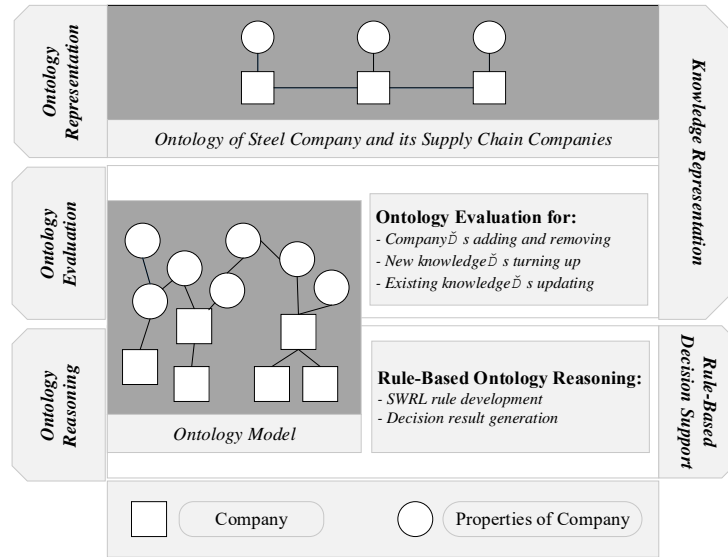 Ontology
Representation
Ontology of Steel Company and its Supply Chain Companies
Knowledge Representation
Ontology
Evaluation
Ontology Evaluation for:
- CompanyĎ s adding and removing
- New knowledgeĎ s turning up
- Existing knowledgeĎ s updating
Ontology
Reasoning
Ontology Model
Rule-Based Ontology Reasoning:
- SWRL rule development
- Decision result generation
Rule-Based
Decision Support
Company
Properties of Company